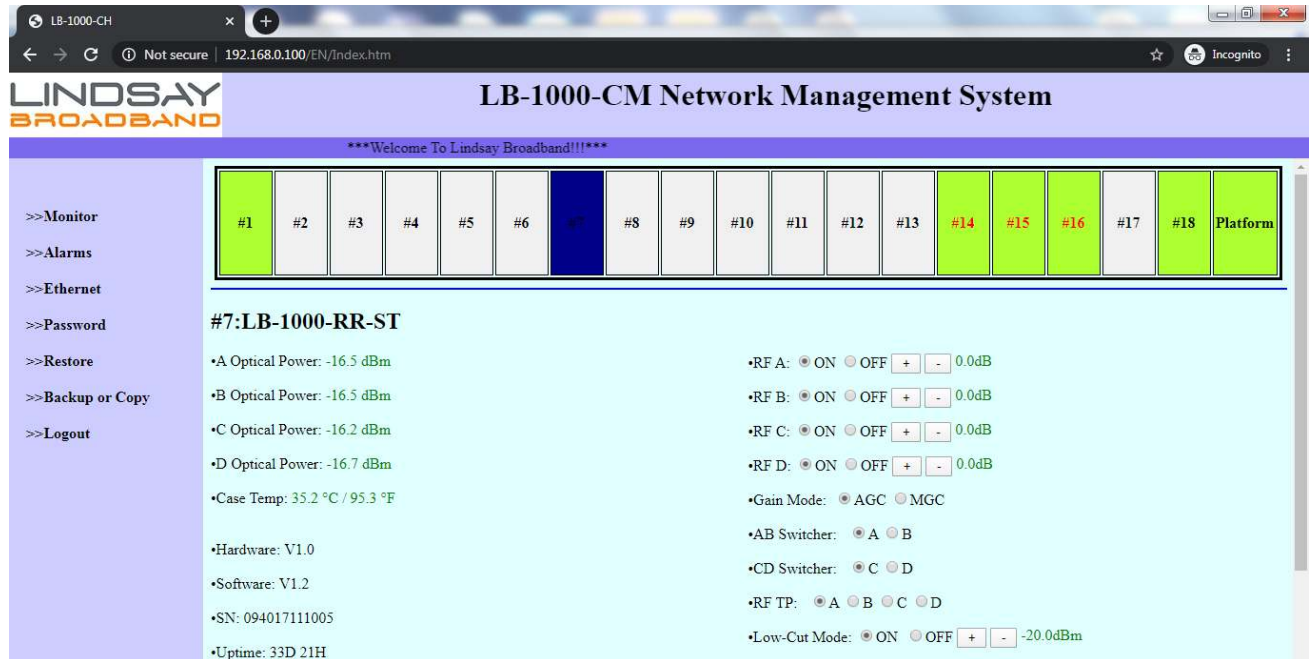 LB-1000-CH
Not secure | 192.168.0.100/EN/Index.htm
Incognito
LINDSAY
BROADBAND
LB-1000-CM Network Management System
***Welcome To Lindsay Broadband!!!***
#1 #2 #3 #4 #5 #6 #7 #8 #9 #10 #11 #12 #13 #14 #15 #16 #17 #18 Platform
>>Monitor
>>Alarms
>>Ethernet
>>Password
>>Restore
>>Backup or Copy
>>Logout
#7:LB-1000-RR-ST
•A Optical Power: -16.5 dBm
•B Optical Power: -16.5 dBm
•C Optical Power: -16.2 dBm
•D Optical Power: -16.7 dBm
•Case Temp: 35.2 °C / 95.3 °F
•Hardware: V1.0
•Software: V1.2
•SN: 094017111005
•Uptime: 33D 21H
•RF A: ON OFF + - 0.0dB
•RF B: ON OFF + - 0.0dB
•RF C: ON OFF + - 0.0dB
•RF D: ON OFF + - 0.0dB
•Gain Mode: AGC MGC
•AB Switcher: A B
•CD Switcher: C D
•RF TP: A B C D
•Low-Cut Mode: ON OFF + - -20.0dBm